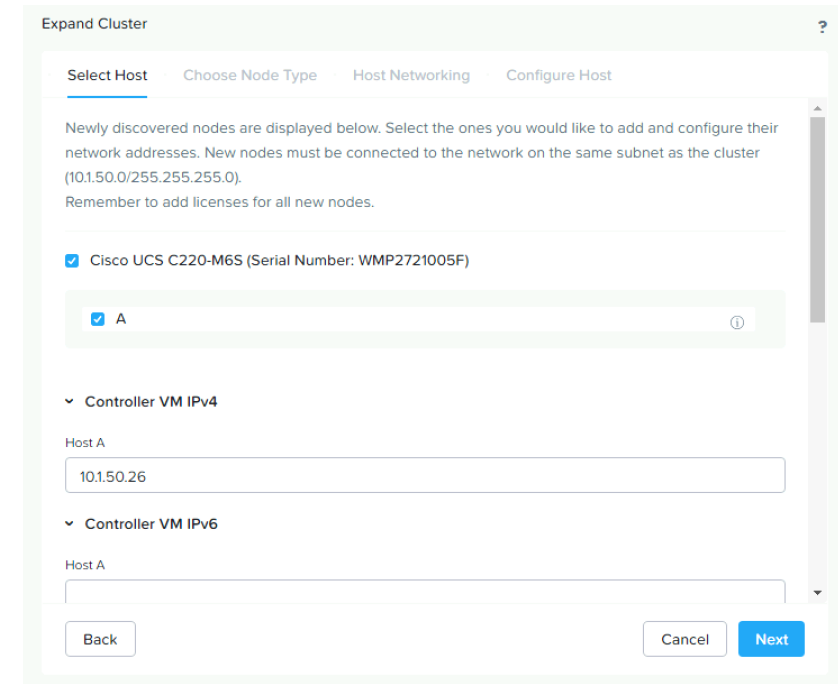 Expand Cluster
?
Select Host Choose Node Type Host Networking Configure Host
Newly discovered nodes are displayed below. Select the ones you would like to add and configure their
network addresses. New nodes must be connected to the network on the same subnet as the cluster
(10.1.50.0/255.255.255.0).
Remember to add licenses for all new nodes.
Cisco UCS C220-M6S (Serial Number: WMP2721005F)
A
Controller VM IPv4
Host A
10.1.50.26
Controller VM IPv6
Host A
Back Cancel Next